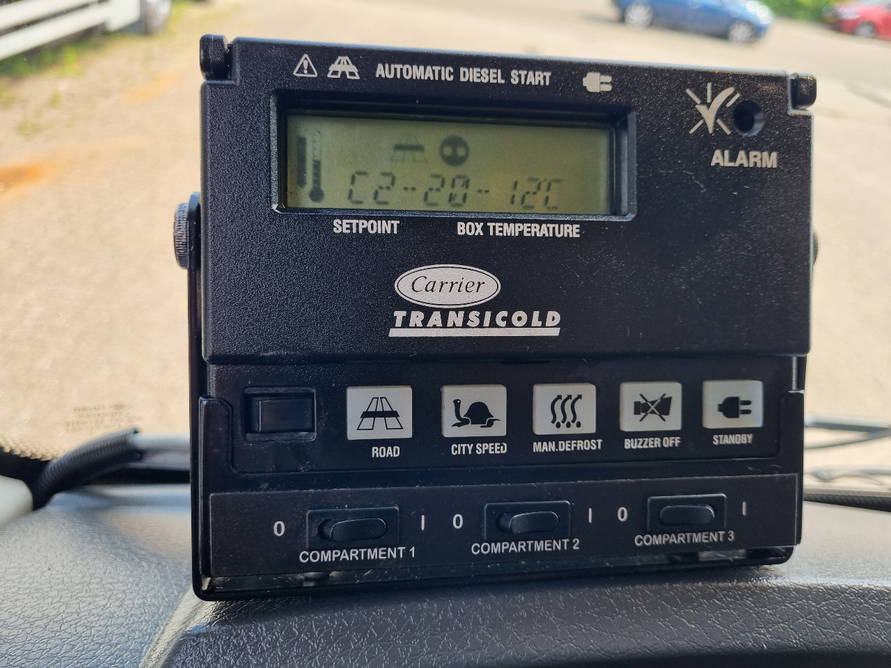 AUTOMATIC DIESEL START
ALARM
C2-20-12C
SETPOINT BOX TEMPERATURE
Carrier
TRANSICOLD
ROAD CITY SPEED MAN.DEFROST BUZZER OFF STANDBY
0 I 0 I 0 I
COMPARTMENT 1 COMPARTMENT 2 COMPARTMENT 3